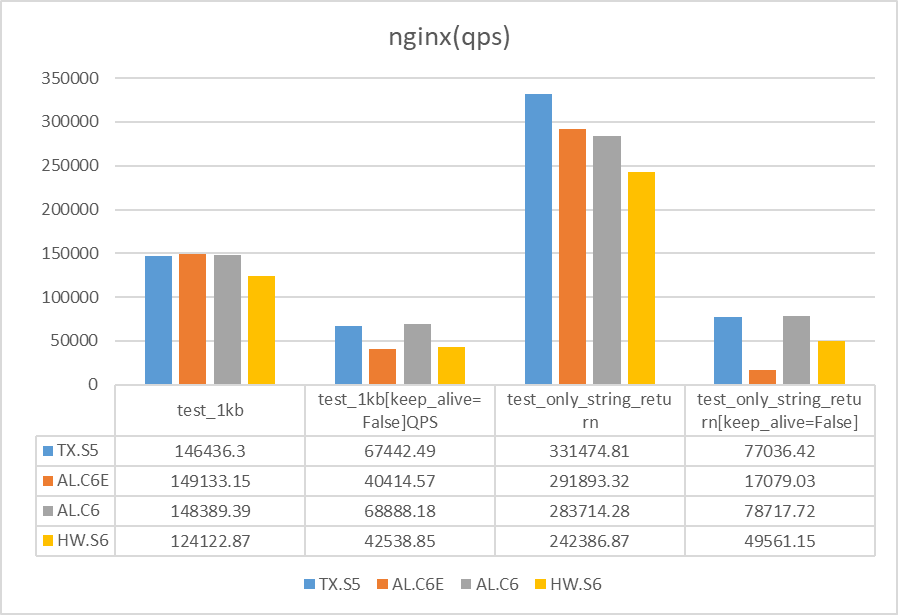 nginx(qps)
350000
300000
250000
200000
150000
100000
50000
0
test_1kb
test_1kb[keep_alive=
False]QPS
test_only_string_retu
rn
test_only_string_retu
rn[keep_alive=False]
TX.S5 146436.3 67442.49 331474.81 77036.42
AL.C6E 149133.15 40414.57 291893.32 17079.03
AL.C6 148389.39 68888.18 283714.28 78717.72
HW.S6 124122.87 42538.85 242386.87 49561.15
TX.S5 AL.C6E AL.C6 HW.S6